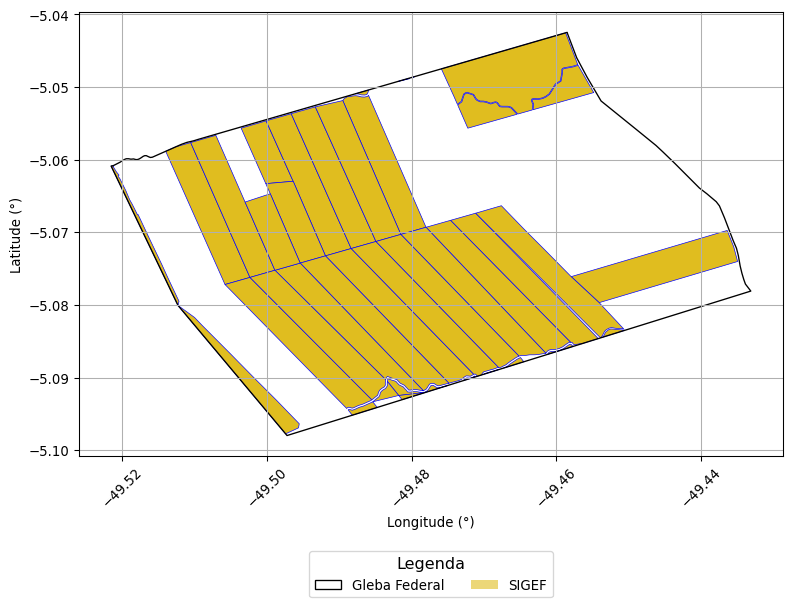 −5.04
−5.05
−5.06
−5.07
−5.08
−5.09
−5.10
Latitude (°)
−49.52
−49.50
−49.48
−49.46
−49.44
Longitude (°)
Legenda
Gleba Federal
SIGEF